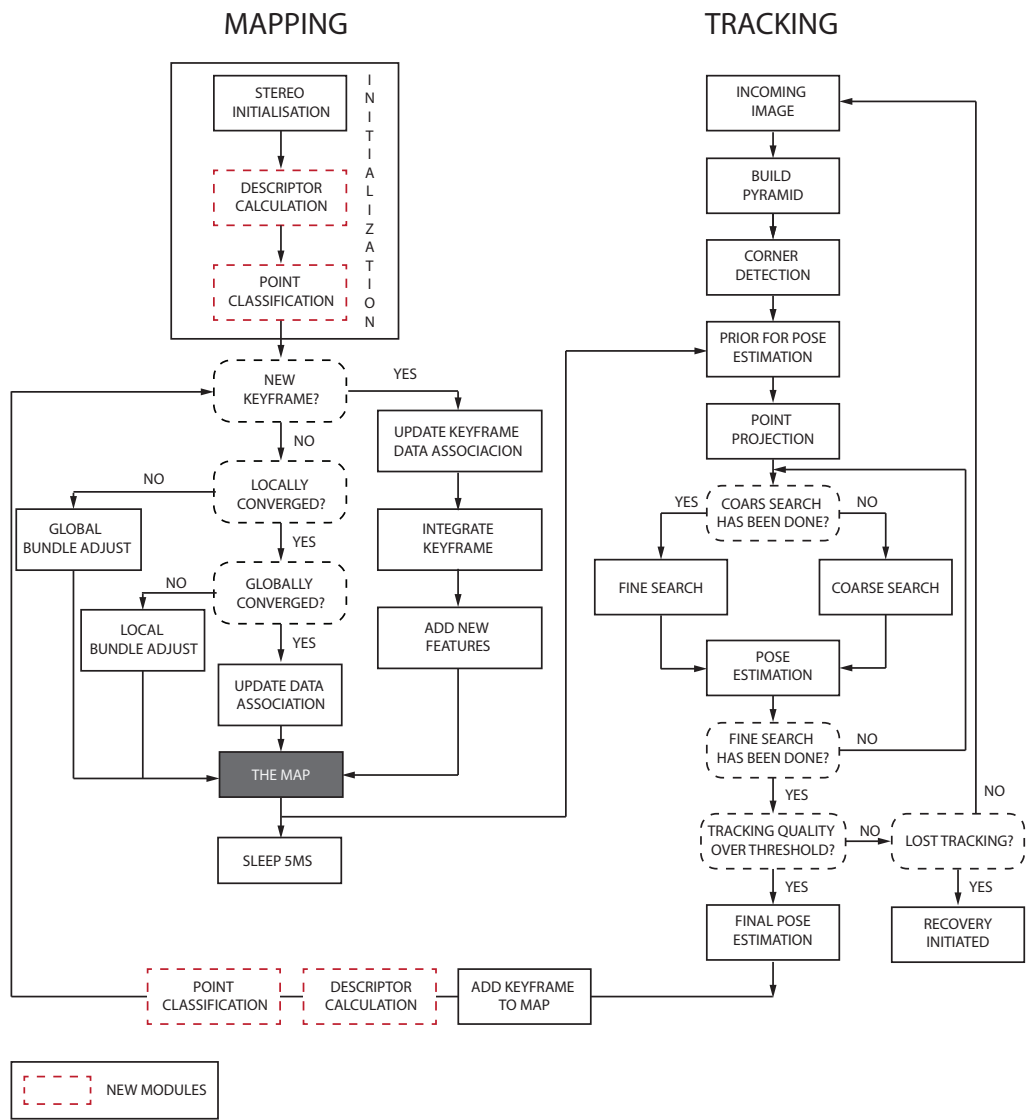 MAPPING
STEREO
INITIALISATION
DESCRIPTOR
CALCULATION
POINT
CLASSIFICATION
INITIALIZATION
NEW
KEYFRAME?
YES
NO
UPDATE KEYFRAME
DATA ASSOCIACION
LOCALLY
CONVERGED?
NO
YES
GLOBAL
BUNDLE ADJUST
INTEGRATE
KEYFRAME
GLOBALLY
CONVERGED?
NO
YES
LOCAL
BUNDLE ADJUST
ADD NEW
FEATURES
UPDATE DATA
ASSOCIATION
THE MAP
SLEEP 5MS
TRACKING
INCOMING
IMAGE
BUILD
PYRAMID
CORNER
DETECTION
PRIOR FOR POSE
ESTIMATION
POINT
PROJECTION
YES
COARS SEARCH
HAS BEEN DONE?
NO
FINE SEARCH
COARSE SEARCH
POSE
ESTIMATION
FINE SEARCH
HAS BEEN DONE?
NO
YES
TRACKING QUALITY
OVER THRESHOLD?
NO
YES
LOST TRACKING?
NO
YES
FINAL POSE
ESTIMATION
RECOVERY
INITIATED
POINT
CLASSIFICATION
DESCRIPTOR
CALCULATION
ADD KEYFRAME
TO MAP
NEW MODULES